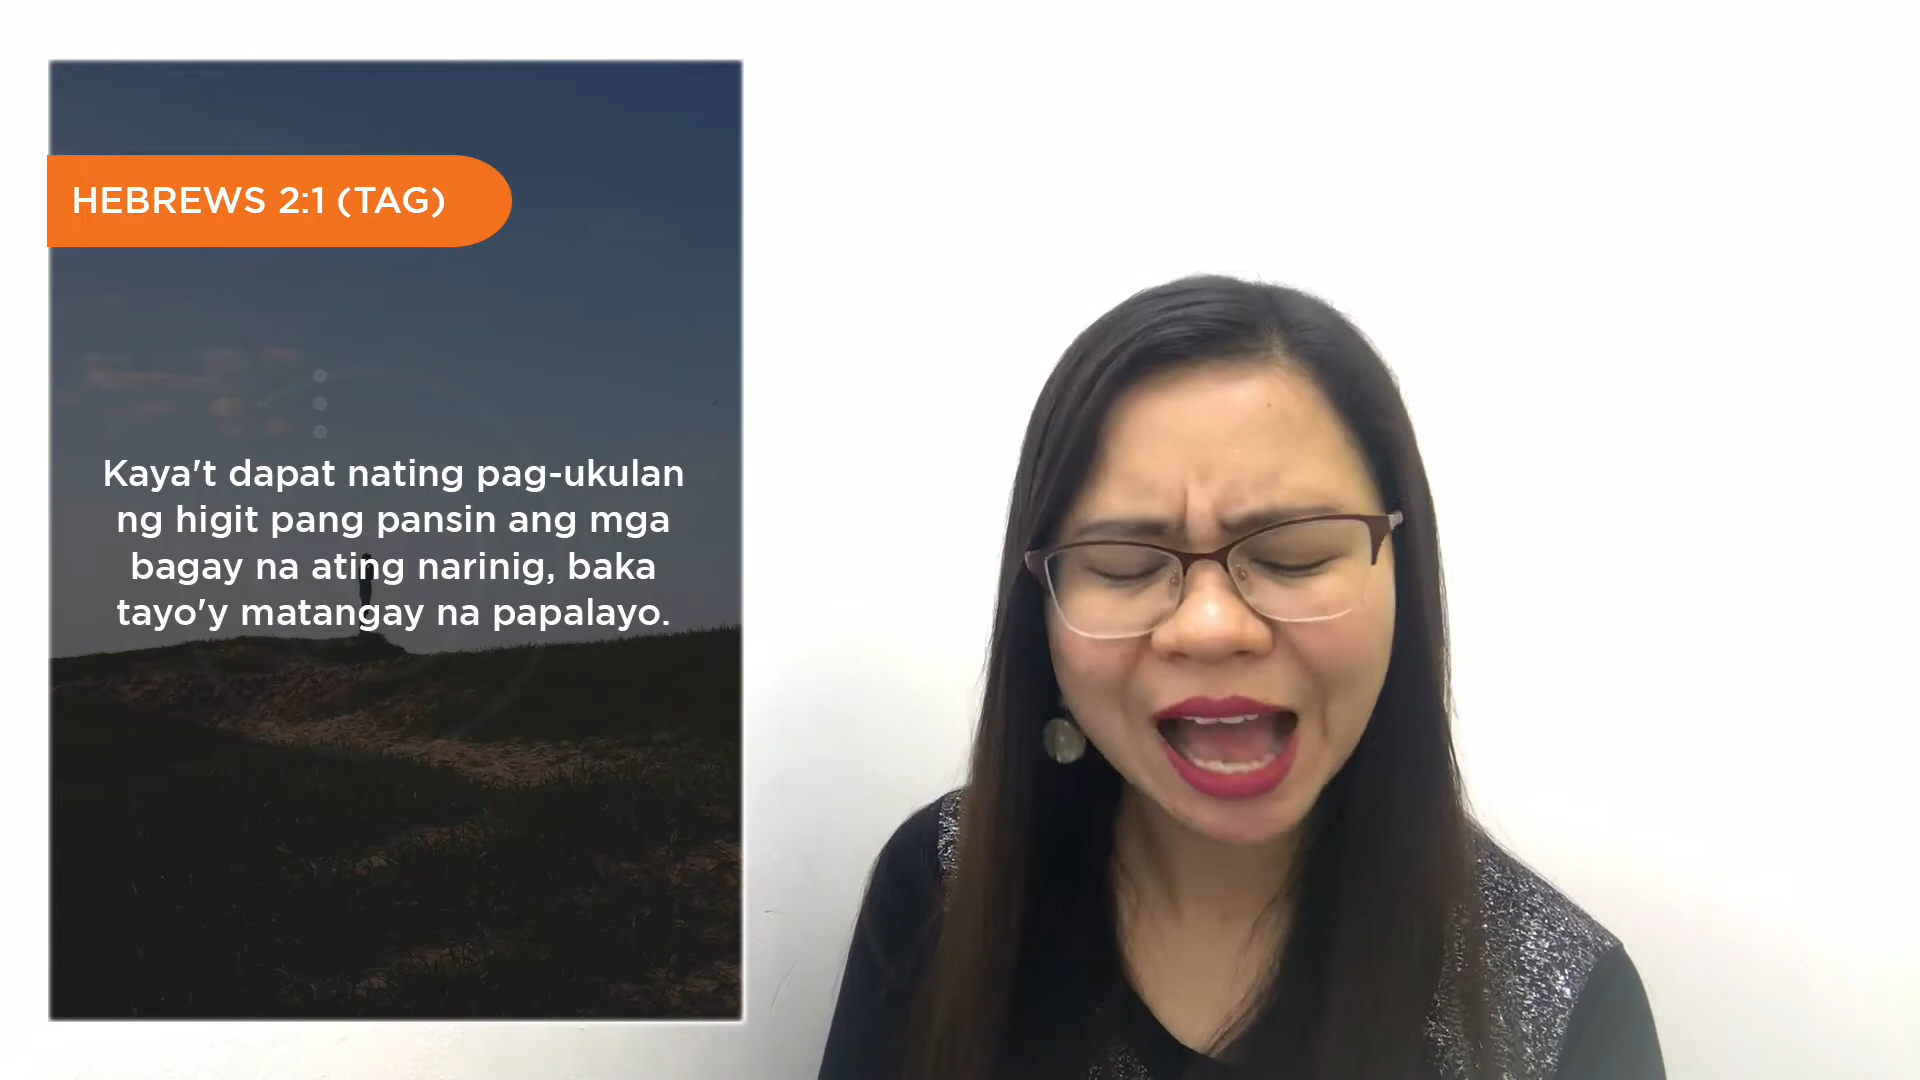 HEBREWS 2:1 (TAG)
Kaya't dapat nating pag-ukulan
ng higit pang pansin ang mga
bagay na ating narinig, baka
tayo'y matangay na papalayo.